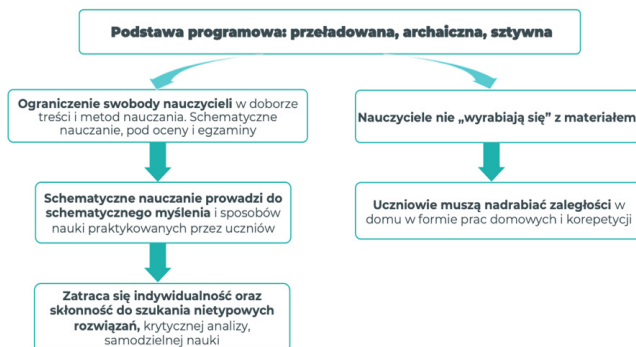 Podstawa programowa: przeładowana, archaiczna, sztywna
Ograniczenie swobody nauczycieli w doborze
treści i metod nauczania. Schematyczne
nauczanie, pod oceny i egzaminy
Schematyczne nauczanie prowadzi do
schematycznego myślenia i sposobów
nauki praktykowanych przez uczniów
Zatraca się indywidualność oraz
skłonność do szukania nietypowych
rozwiązań, krytycznej analizy,
samodzielnej nauki
Nauczyciele nie „wyrabiają się” z materiałem
Uczniowie muszą nadrabiać zaległości w
domu w formie prac domowych i korepetycji